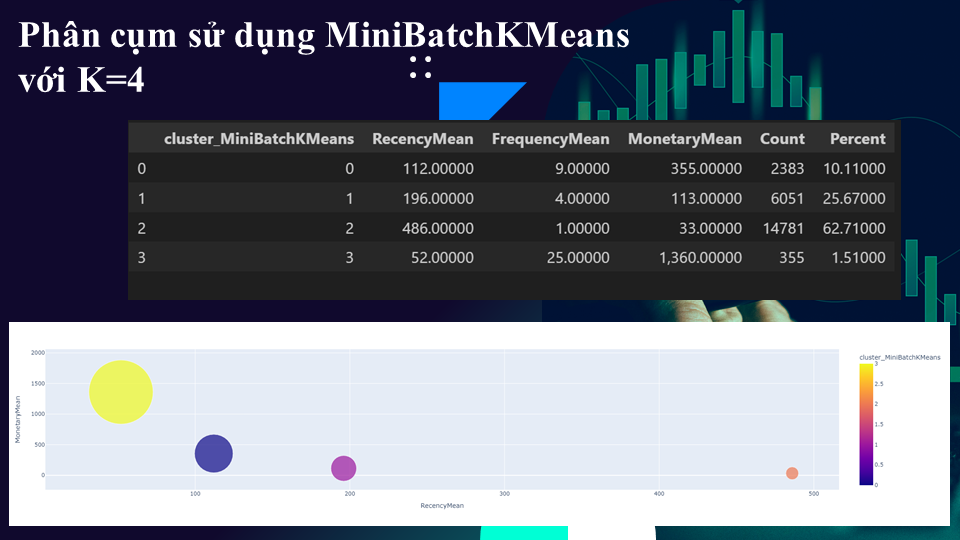 Phân cụm sử dụng MiniBatchKMeans
với K=4
cluster_MiniBatchKMeans RecencyMean FrequencyMean MonetaryMean Count Percent
0 0 112.00000 9.00000 355.00000 2383 10.11000
1 1 196.00000 4.00000 113.00000 6051 25.67000
2 2 486.00000 1.00000 33.00000 14781 62.71000
3 3 52.00000 25.00000 1,360.00000 355 1.51000
cluster_MiniBatchKMeans
2000
1500
1000
500
0
MonetaryMean
100 200 300 400 500
RecencyMean
3
2.5
2
1.5
1
0.5
0